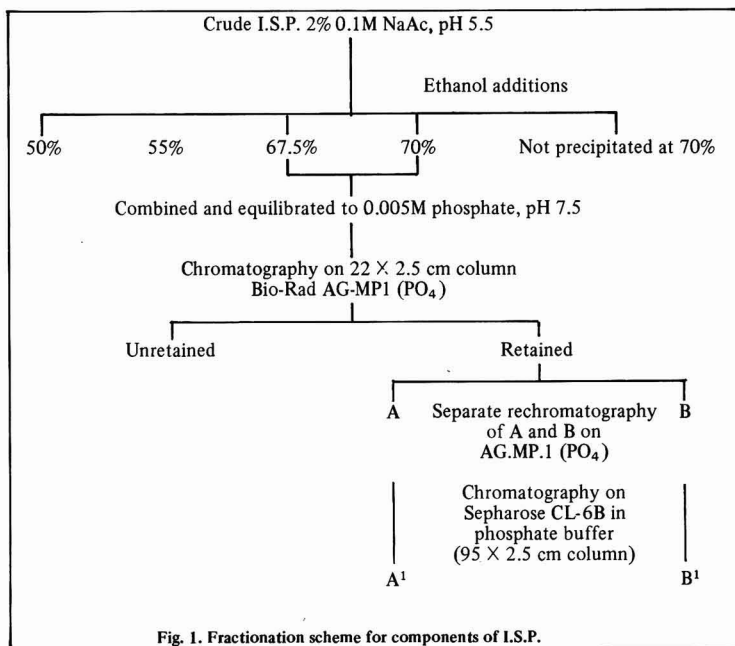 Crude I.S.P. 2% 0.1M NaAc, pH 5.5
Ethanol additions
50% 55% 67.5% 70% Not precipitated at 70%
Combined and equilibrated to 0.005M phosphate, pH 7.5
Chromatography on 22 × 2.5 cm column
Bio-Rad AG-MP1 (PO₄)
Unretained Retained
A Separate rechromatography B
of A and B on
AG.MP.1 (PO₄)
Chromatography on
Sepharose CL-6B in
phosphate buffer
(95 × 2.5 cm column)
A¹ B¹
Fig. 1. Fractionation scheme for components of I.S.P.